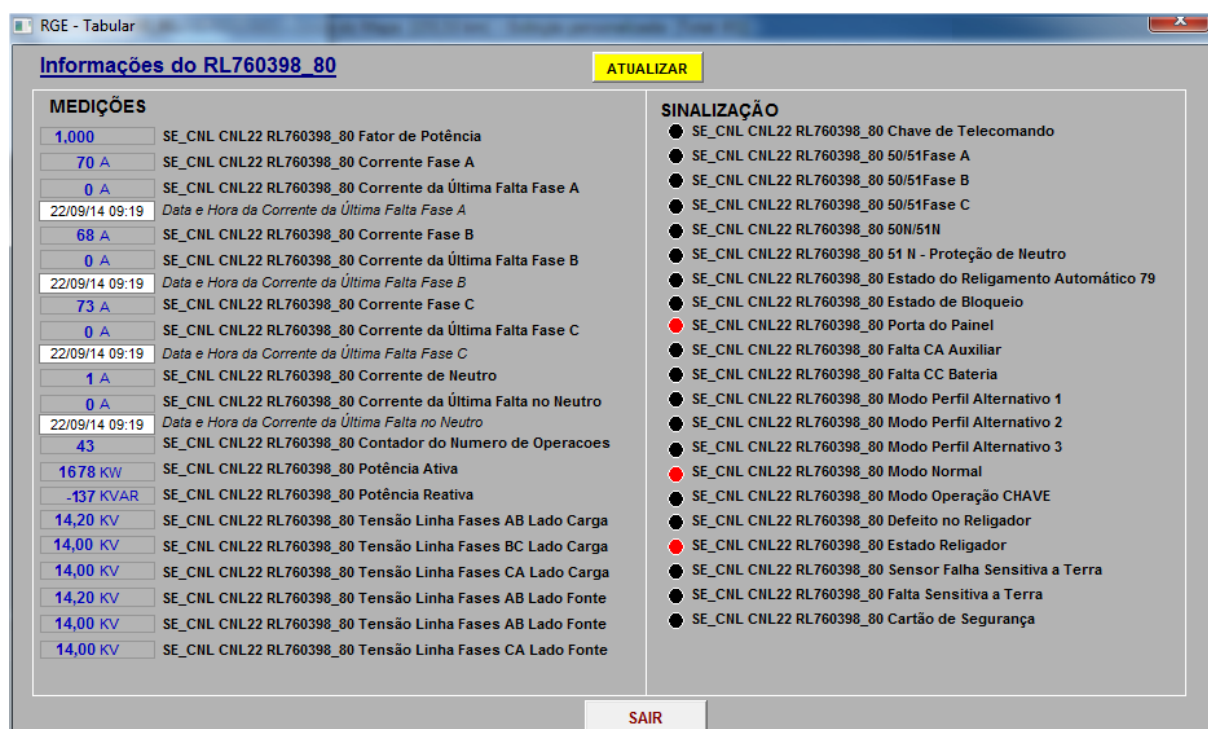 RGE - Tabular
Informações do RL760398_80
ATUALIZAR
MEDIÇÕES
1,000 SE_CNL CNL22 RL760398_80 Fator de Potência
70 A SE_CNL CNL22 RL760398_80 Corrente Fase A
0 A SE_CNL CNL22 RL760398_80 Corrente da Última Falta Fase A
22/09/14 09:19 Data e Hora da Corrente da Última Falta Fase A
68 A SE_CNL CNL22 RL760398_80 Corrente Fase B
0 A SE_CNL CNL22 RL760398_80 Corrente da Última Falta Fase B
22/09/14 09:19 Data e Hora da Corrente da Última Falta Fase B
73 A SE_CNL CNL22 RL760398_80 Corrente Fase C
0 A SE_CNL CNL22 RL760398_80 Corrente da Última Falta Fase C
22/09/14 09:19 Data e Hora da Corrente da Última Falta Fase C
1 A SE_CNL CNL22 RL760398_80 Corrente de Neutro
0 A SE_CNL CNL22 RL760398_80 Corrente da Última Falta no Neutro
22/09/14 09:19 Data e Hora da Corrente da Última Falta no Neutro
43 SE_CNL CNL22 RL760398_80 Contador do Numero de Operacoes
1678 KW SE_CNL CNL22 RL760398_80 Potência Ativa
-137 KVAR SE_CNL CNL22 RL760398_80 Potência Reativa
14,20 KV SE_CNL CNL22 RL760398_80 Tensão Linha Fases AB Lado Carga
14,00 KV SE_CNL CNL22 RL760398_80 Tensão Linha Fases BC Lado Carga
14,00 KV SE_CNL CNL22 RL760398_80 Tensão Linha Fases CA Lado Carga
14,20 KV SE_CNL CNL22 RL760398_80 Tensão Linha Fases AB Lado Fonte
14,00 KV SE_CNL CNL22 RL760398_80 Tensão Linha Fases AB Lado Fonte
14,00 KV SE_CNL CNL22 RL760398_80 Tensão Linha Fases CA Lado Fonte
SINALIZAÇÃO
SE_CNL CNL22 RL760398_80 Chave de Telecomando
SE_CNL CNL22 RL760398_80 50/51Fase A
SE_CNL CNL22 RL760398_80 50/51Fase B
SE_CNL CNL22 RL760398_80 50/51Fase C
SE_CNL CNL22 RL760398_80 50N/51N
SE_CNL CNL22 RL760398_80 51 N - Proteção de Neutro
SE_CNL CNL22 RL760398_80 Estado do Religamento Automático 79
SE_CNL CNL22 RL760398_80 Estado de Bloqueio
SE_CNL CNL22 RL760398_80 Porta do Painel
SE_CNL CNL22 RL760398_80 Falta CA Auxiliar
SE_CNL CNL22 RL760398_80 Falta CC Bateria
SE_CNL CNL22 RL760398_80 Modo Perfil Alternativo 1
SE_CNL CNL22 RL760398_80 Modo Perfil Alternativo 2
SE_CNL CNL22 RL760398_80 Modo Perfil Alternativo 3
SE_CNL CNL22 RL760398_80 Modo Normal
SE_CNL CNL22 RL760398_80 Modo Operação CHAVE
SE_CNL CNL22 RL760398_80 Defeito no Religador
SE_CNL CNL22 RL760398_80 Estado Religador
SE_CNL CNL22 RL760398_80 Sensor Falha Sensitiva a Terra
SE_CNL CNL22 RL760398_80 Falta Sensitiva a Terra
SE_CNL CNL22 RL760398_80 Cartão de Segurança
SAIR